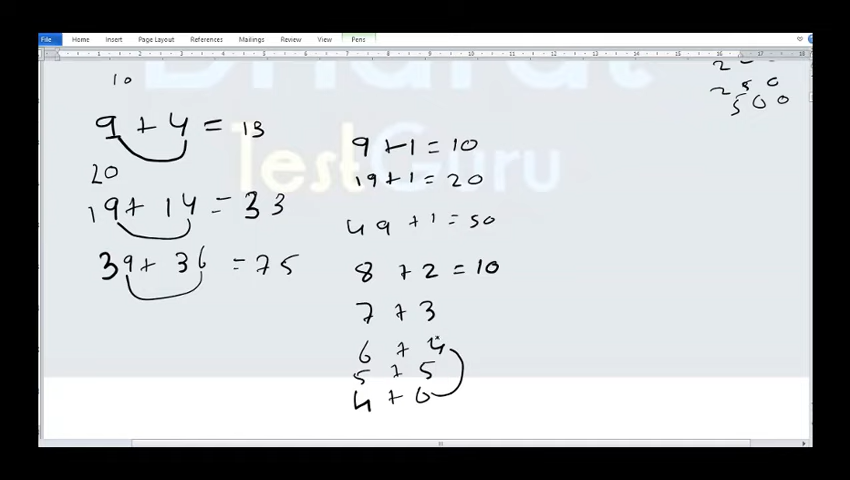 File Home Insert Page Layout References Mailings Review View Pens
10
9 + 4 = 13
20
19 + 14 = 33
39 + 36 = 75
9 + 1 = 10
19 + 1 = 20
49 + 1 = 50
8 + 2 = 10
7 + 3
6 + 4
5 + 5
4 + 6
250
500
Bharat
TestGuru